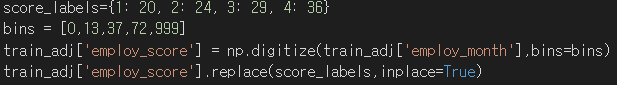 score_labels={1: 20, 2: 24, 3: 29, 4: 36}
bins = [0,13,37,72,999]
train_adj['employ_score'] = np.digitize(train_adj['employ_month'],bins=bins)
train_adj['employ_score'].replace(score_labels,inplace=True)